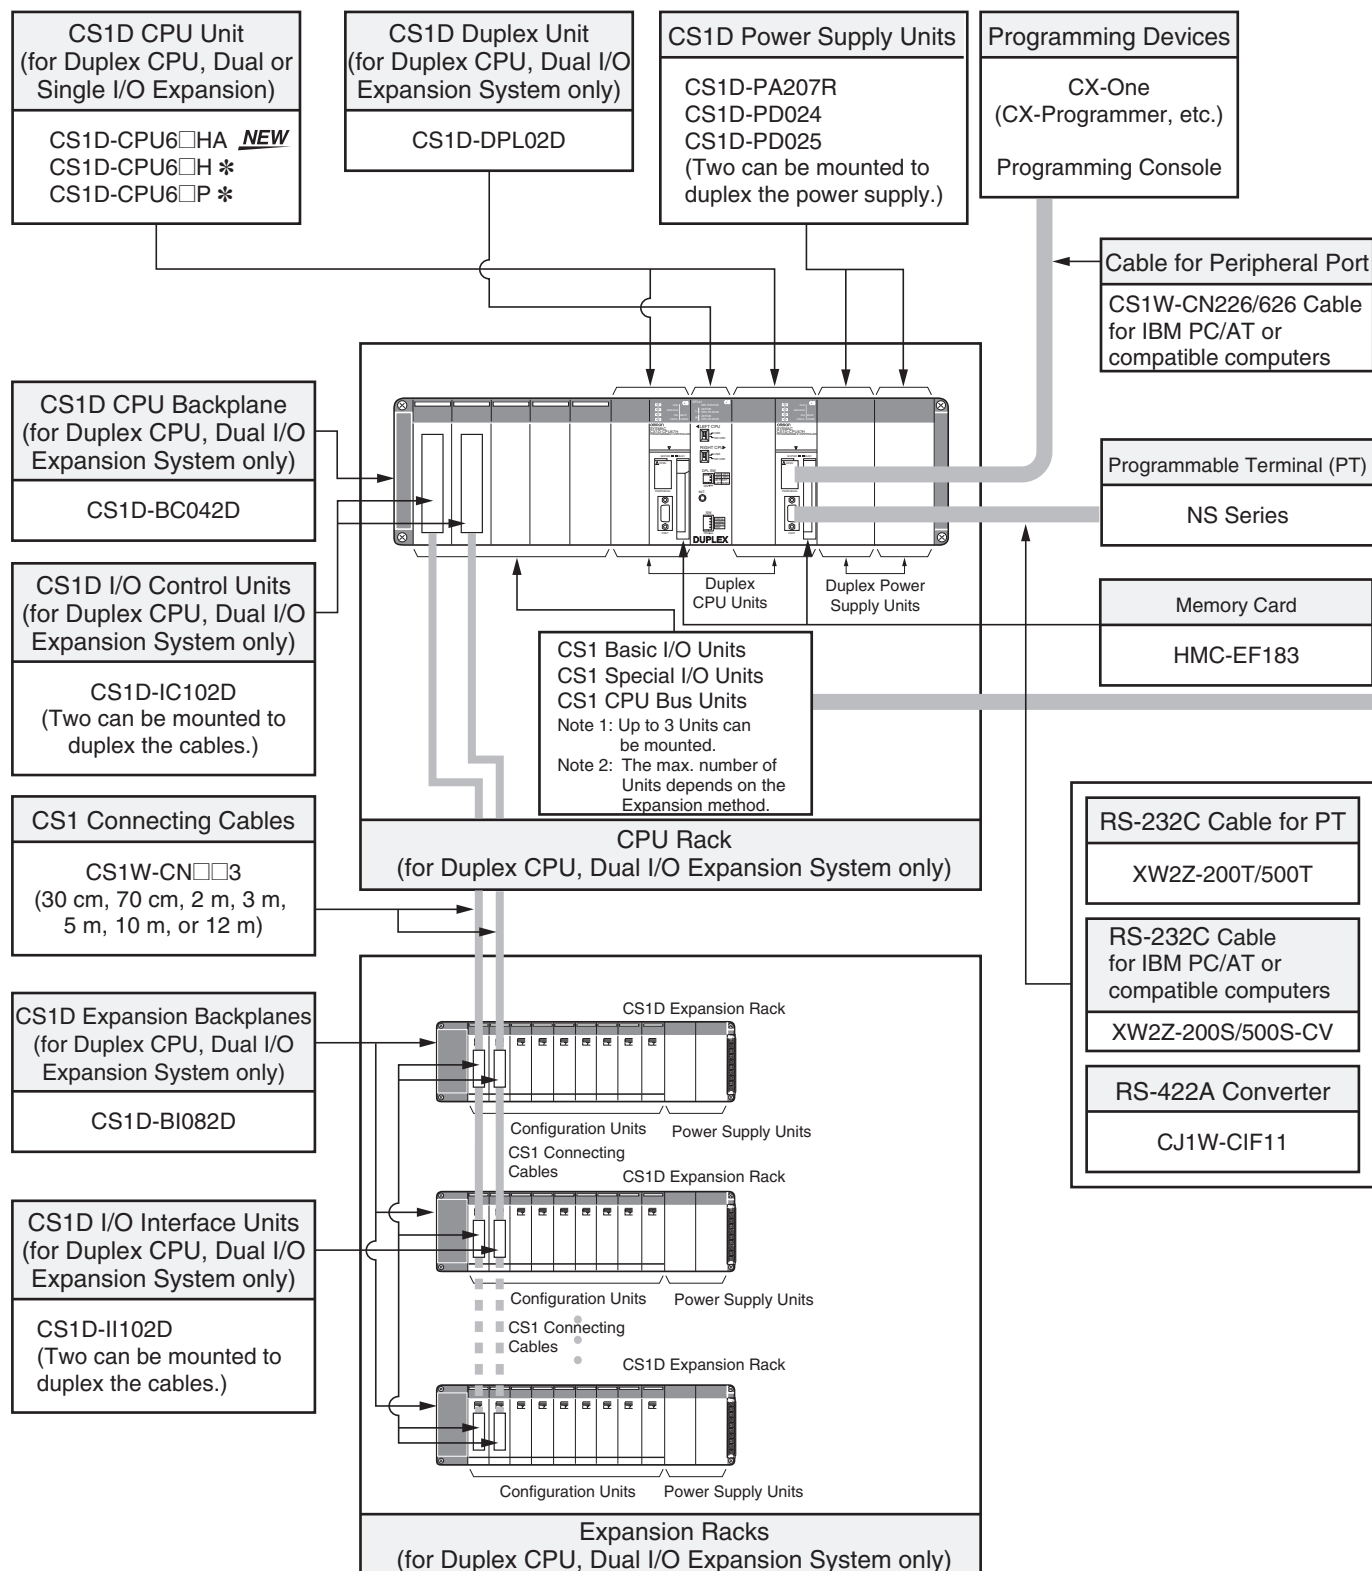 CS1D CPU Unit
(for Duplex CPU, Dual or
Single I/O Expansion)
CS1D-CPU6□HA NEW
CS1D-CPU6□H ✽
CS1D-CPU6□P ✽
CS1D Duplex Unit
(for Duplex CPU, Dual I/O
Expansion System only)
CS1D-DPL02D
CS1D Power Supply Units
CS1D-PA207R
CS1D-PD024
CS1D-PD025
(Two can be mounted to
duplex the power supply.)
Programming Devices
CX-One
(CX-Programmer, etc.)
Programming Console
Cable for Peripheral Port
CS1W-CN226/626 Cable
for IBM PC/AT or
compatible computers
CS1D CPU Backplane
(for Duplex CPU, Dual I/O
Expansion System only)
CS1D-BC042D
LEFT CPU
RIGHT CPU
DUPLEX
Programmable Terminal (PT)
NS Series
CS1D I/O Control Units
(for Duplex CPU, Dual I/O
Expansion System only)
CS1D-IC102D
(Two can be mounted to
duplex the cables.)
Duplex
CPU Units
Duplex Power
Supply Units
Memory Card
HMC-EF183
CS1 Basic I/O Units
CS1 Special I/O Units
CS1 CPU Bus Units
Note 1: Up to 3 Units can
be mounted.
Note 2: The max. number of
Units depends on the
Expansion method.
CPU Rack
(for Duplex CPU, Dual I/O Expansion System only)
CS1 Connecting Cables
CS1W-CN□□3
(30 cm, 70 cm, 2 m, 3 m,
5 m, 10 m, or 12 m)
RS-232C Cable for PT
XW2Z-200T/500T
RS-232C Cable
for IBM PC/AT or
compatible computers
XW2Z-200S/500S-CV
RS-422A Converter
CJ1W-CIF11
CS1D Expansion Backplanes
(for Duplex CPU, Dual I/O
Expansion System only)
CS1D-BI082D
CS1D Expansion Rack
Configuration Units
Power Supply Units
CS1 Connecting
Cables
CS1D Expansion Rack
CS1D I/O Interface Units
(for Duplex CPU, Dual I/O
Expansion System only)
CS1D-II102D
(Two can be mounted to
duplex the cables.)
Configuration Units
Power Supply Units
CS1 Connecting
Cables
CS1D Expansion Rack
Configuration Units
Power Supply Units
Expansion Racks
(for Duplex CPU, Dual I/O Expansion System only)